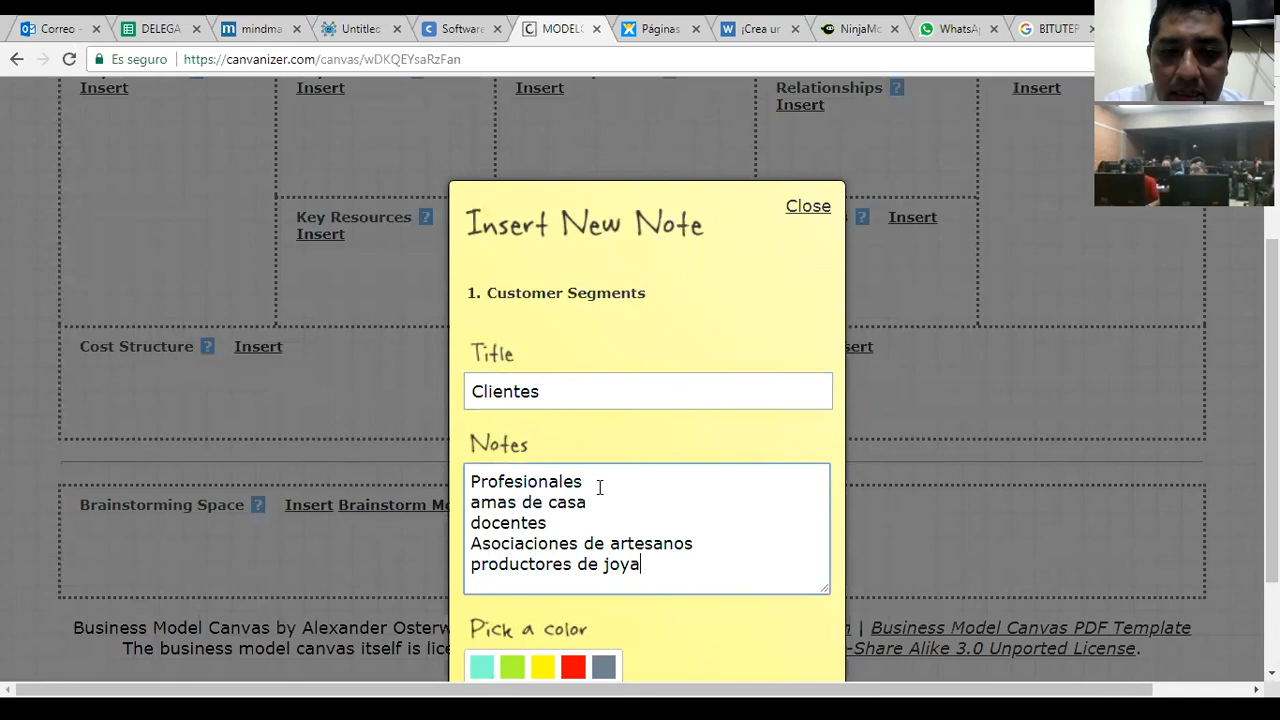 Correo -
DELEGA
mindma
Untitle
Software
MODELO
Páginas
¡Crea ur
NinjaMo
WhatsA
BITUTER
Es seguro
https://canvanizer.com/canvas/wDKQEYsaRzFan
Insert
Insert
Insert
Relationships ?
Insert
Insert
Key Resources ?
Insert
? Insert
Cost Structure ? Insert
Insert New Note
Close
1. Customer Segments
Title
Clientes
Notes
Profesionales
amas de casa
docentes
Asociaciones de artesanos
productores de joya
Pick a color
Brainstorming Space ? Insert Brainstorm
Business Model Canvas by Alexander
| Business Model Canvas PDF Template
The business model canvas itself is
-Share Alike 3.0 Unported License.